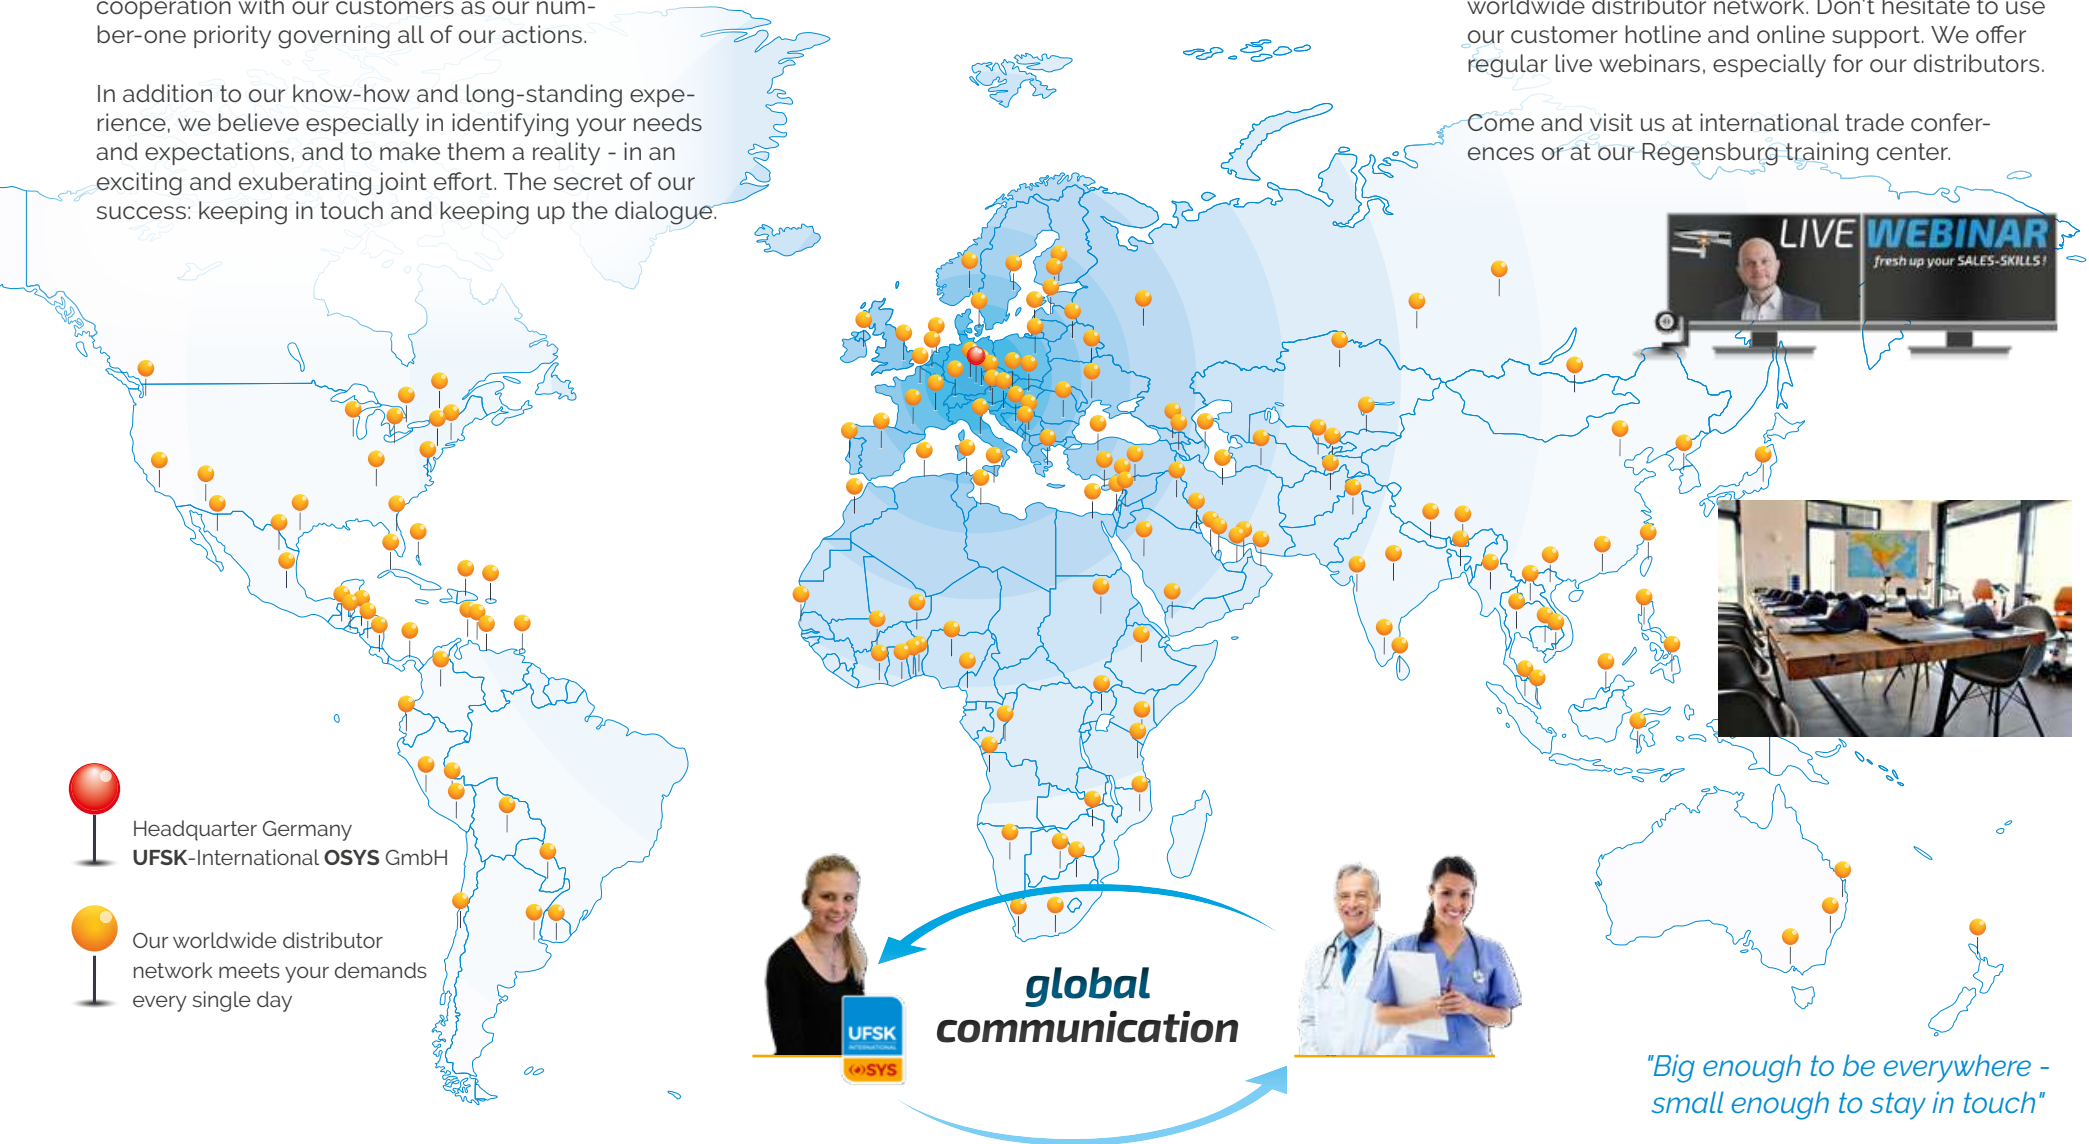 cooperation with our customers as our num-
ber-one priority governing all of our actions.
In addition to our know-how and long-standing expe-
rience, we believe especially in identifying your needs
and expectations, and to make them a reality - in an
exciting and exuberating joint effort. The secret of our
success: keeping in touch and keeping up the dialogue.
worldwide distributor network. Don't hesitate to use
our customer hotline and online support. We offer
regular live webinars, especially for our distributors.
Come and visit us at international trade confer-
ences or at our Regensburg training center.
LIVE WEBINAR
fresh up your SALES-SKILLS!
Headquarter Germany
UFSK-International OSYS GmbH
Our worldwide distributor
network meets your demands
every single day
global
communication
UFSK
INTERNATIONAL
OSYS
"Big enough to be everywhere -
small enough to stay in touch"